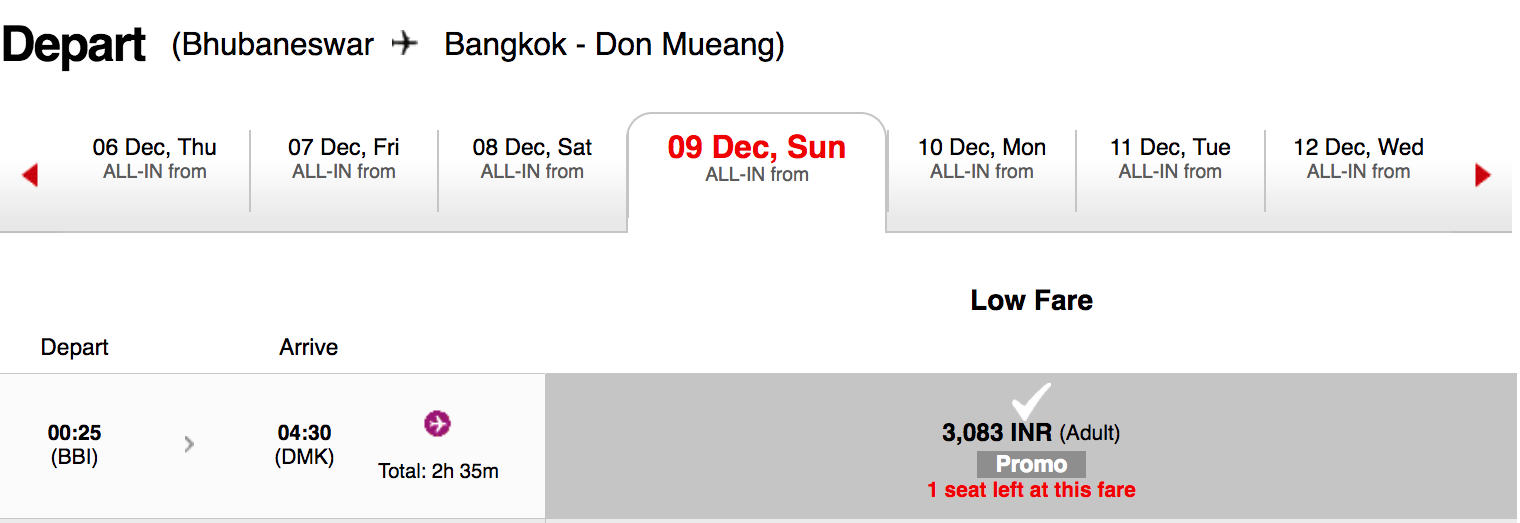 Depart (Bhubaneswar Bangkok - Don Mueang)
06 Dec, Thu 07 Dec, Fri 08 Dec, Sat 09 Dec, Sun 10 Dec, Mon 11 Dec, Tue 12 Dec, Wed
ALL-IN from ALL-IN from ALL-IN from ALL-IN from ALL-IN from ALL-IN from ALL-IN from
Low Fare
Depart Arrive
00:25 04:30 3,083 INR (Adult)
(BBI) (DMK) Promo
Total: 2h 35m
1 seat left at this fare